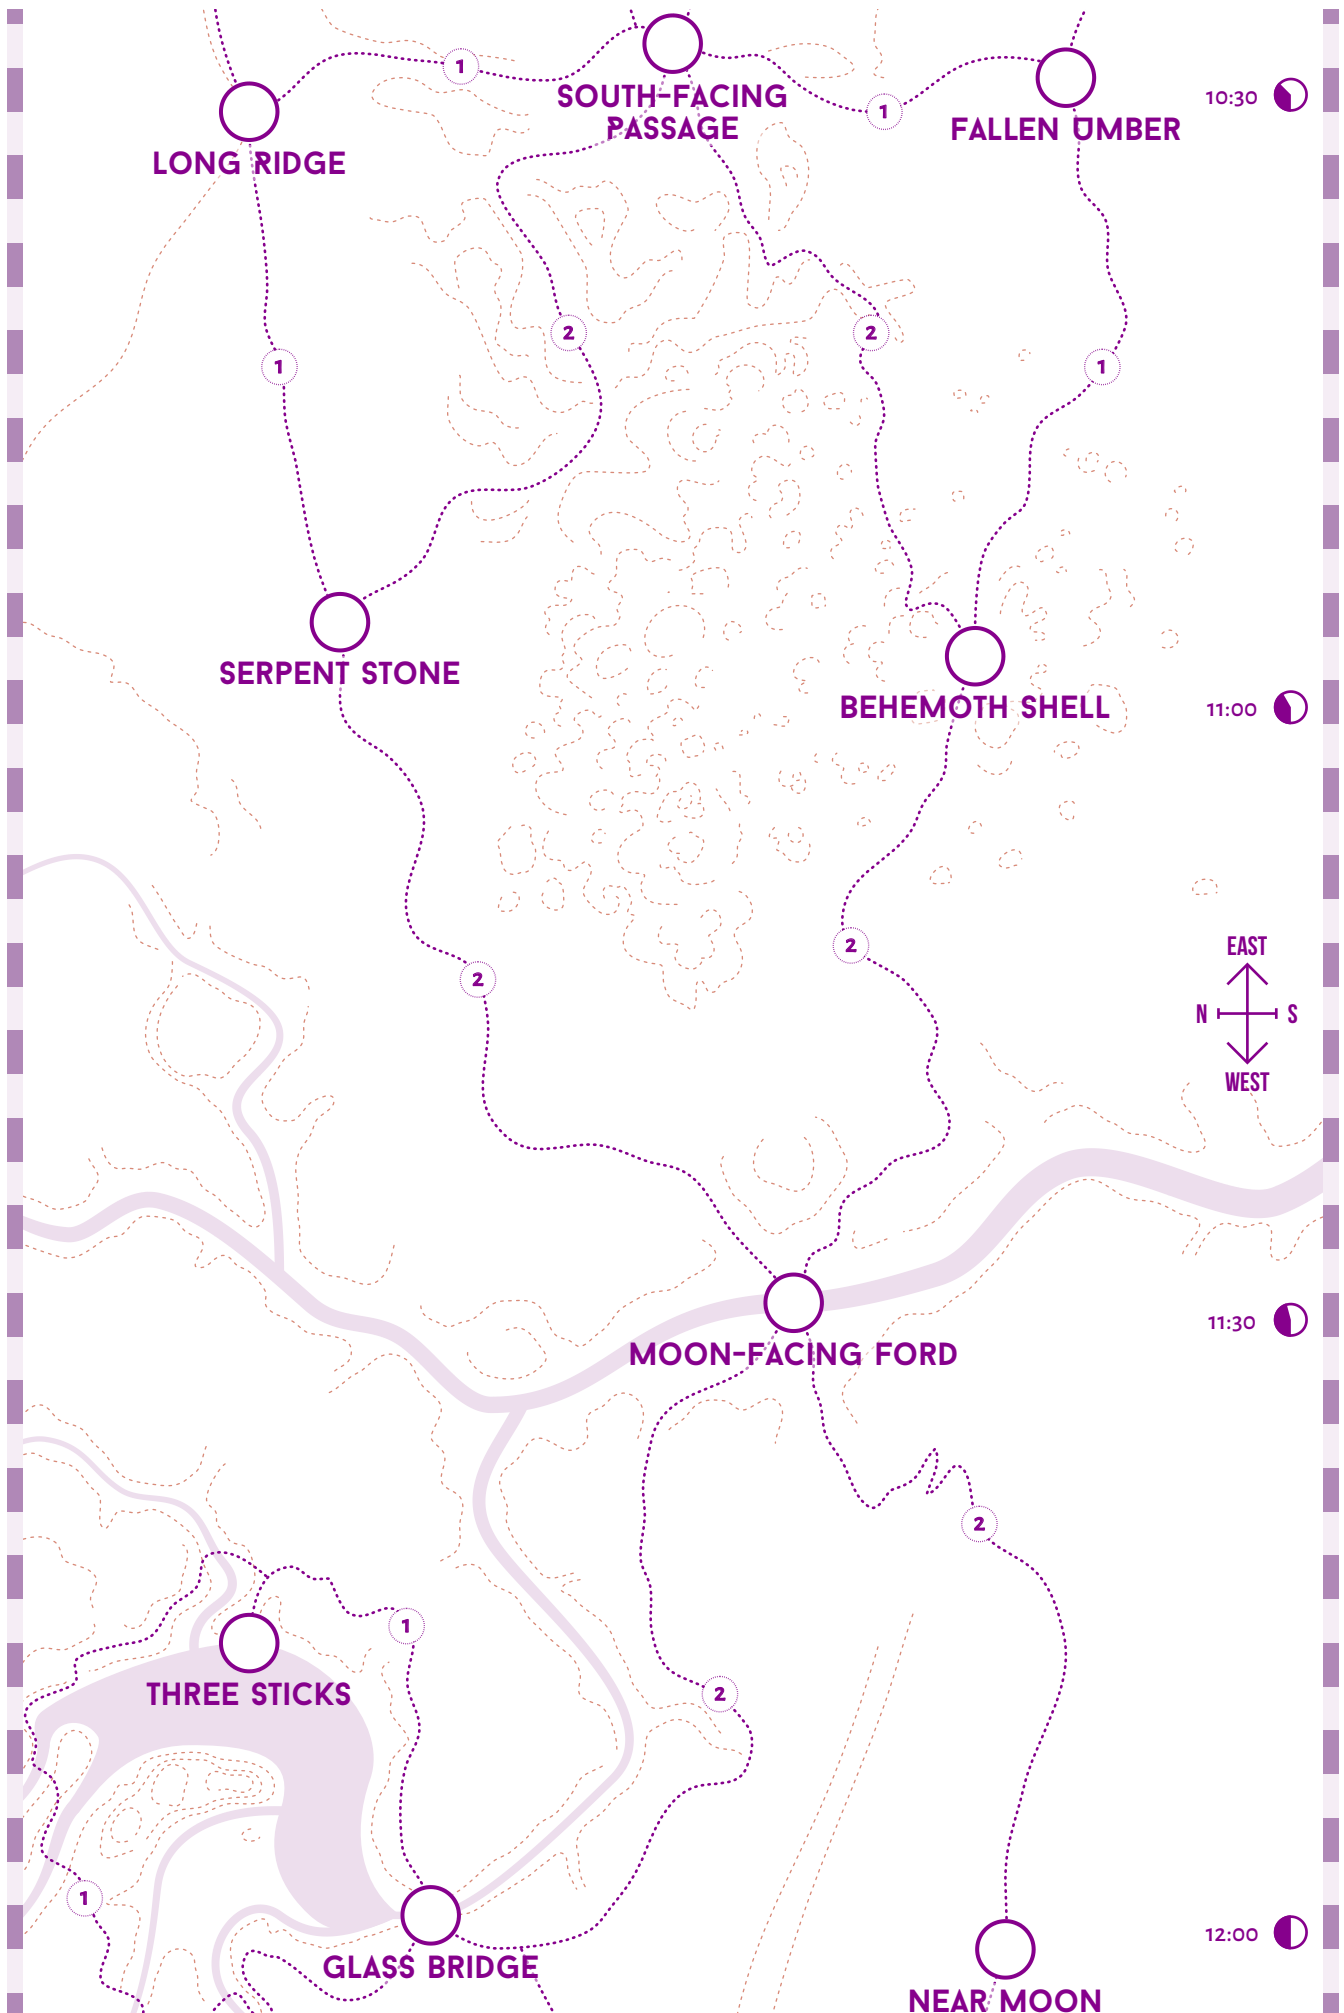 1
SOUTH-FACING
PASSAGE
1
FALLEN UMBER
10:30
LONG RIDGE
2
2
1
1
SERPENT STONE
BEHEMOTH SHELL
11:00
2
2
EAST
N
S
WEST
MOON-FACING FORD
11:30
2
1
THREE STICKS
2
1
GLASS BRIDGE
12:00
NEAR MOON